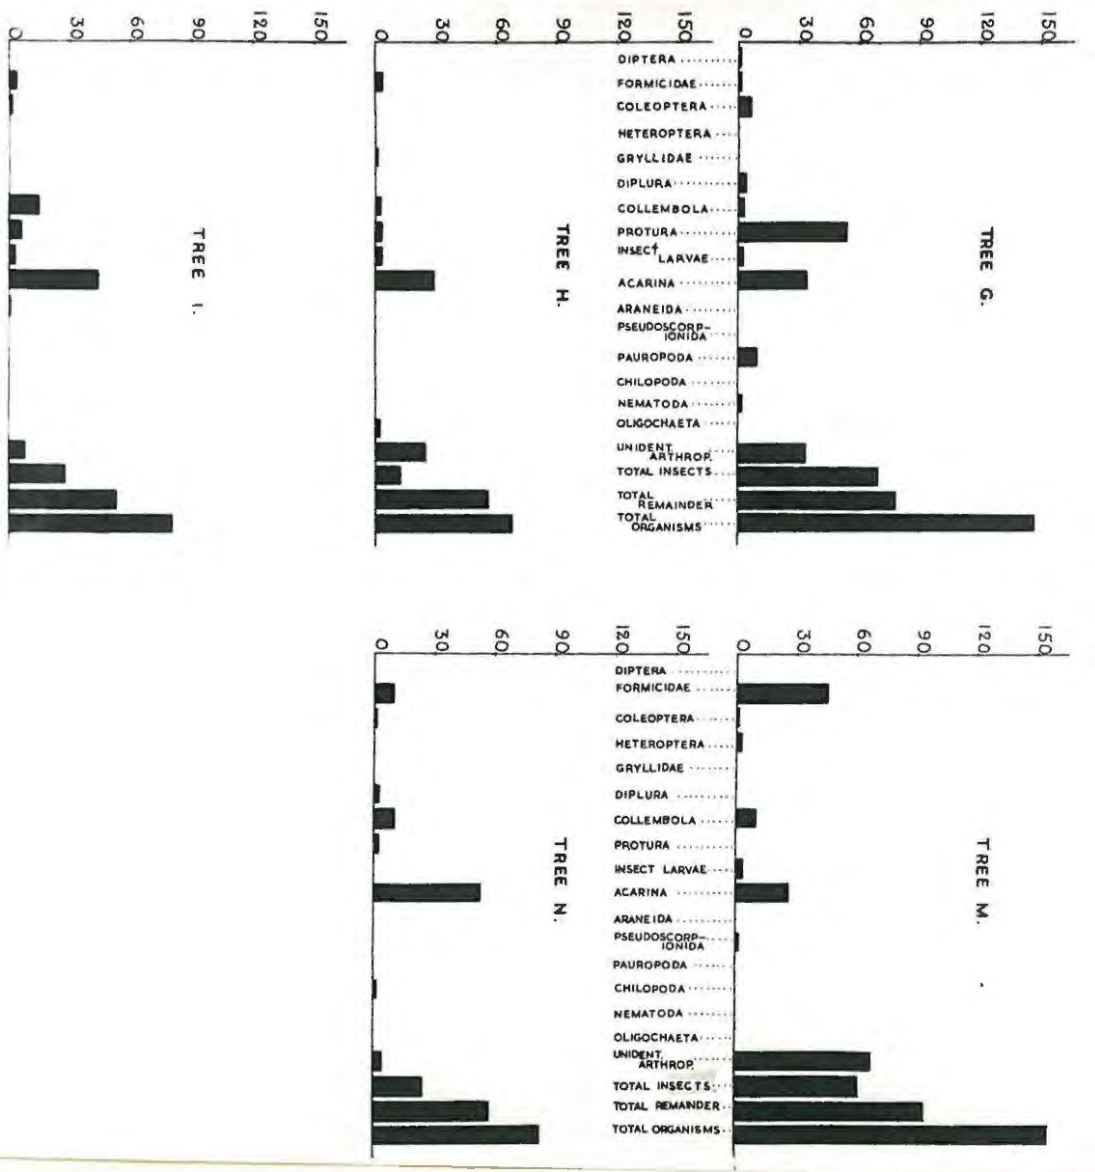 0 30 60 90 120 150
0 30 60 90 120 150
0 30 60 90 120 150
DIPTERA
FORMICIDAE
COLEOPTERA
HETEROPTERA
GRYLLIDAE
DIPLURA
COLLEMBOLA
PROTURA
INSECT
LARVAE
ACARINA
ARANEIDA
PSEUDOSCORP-
IONIDA
PAUROPODA
CHILOPODA
NEMATODA
OLIGOCHAETA
UNIDENT.
ARTHROP.
TOTAL INSECTS
TOTAL
REMAINDER
TOTAL
ORGANISMS
TREE I.
TREE H.
TREE G.
0 30 60 90 120 150
0 30 60 90 120 150
DIPTERA
FORMICIDAE
COLEOPTERA
HETEROPTERA
GRYLLIDAE
DIPLURA
COLLEMBOLA
PROTURA
INSECT LARVAE
ACARINA
ARANEIDA
PSEUDOSCORP-
IONIDA
PAUROPODA
CHILOPODA
NEMATODA
OLIGOCHAETA
UNIDENT.
ARTHROP.
TOTAL INSECTS
TOTAL REMAINDER
TOTAL ORGANISMS
TREE N.
TREE M.